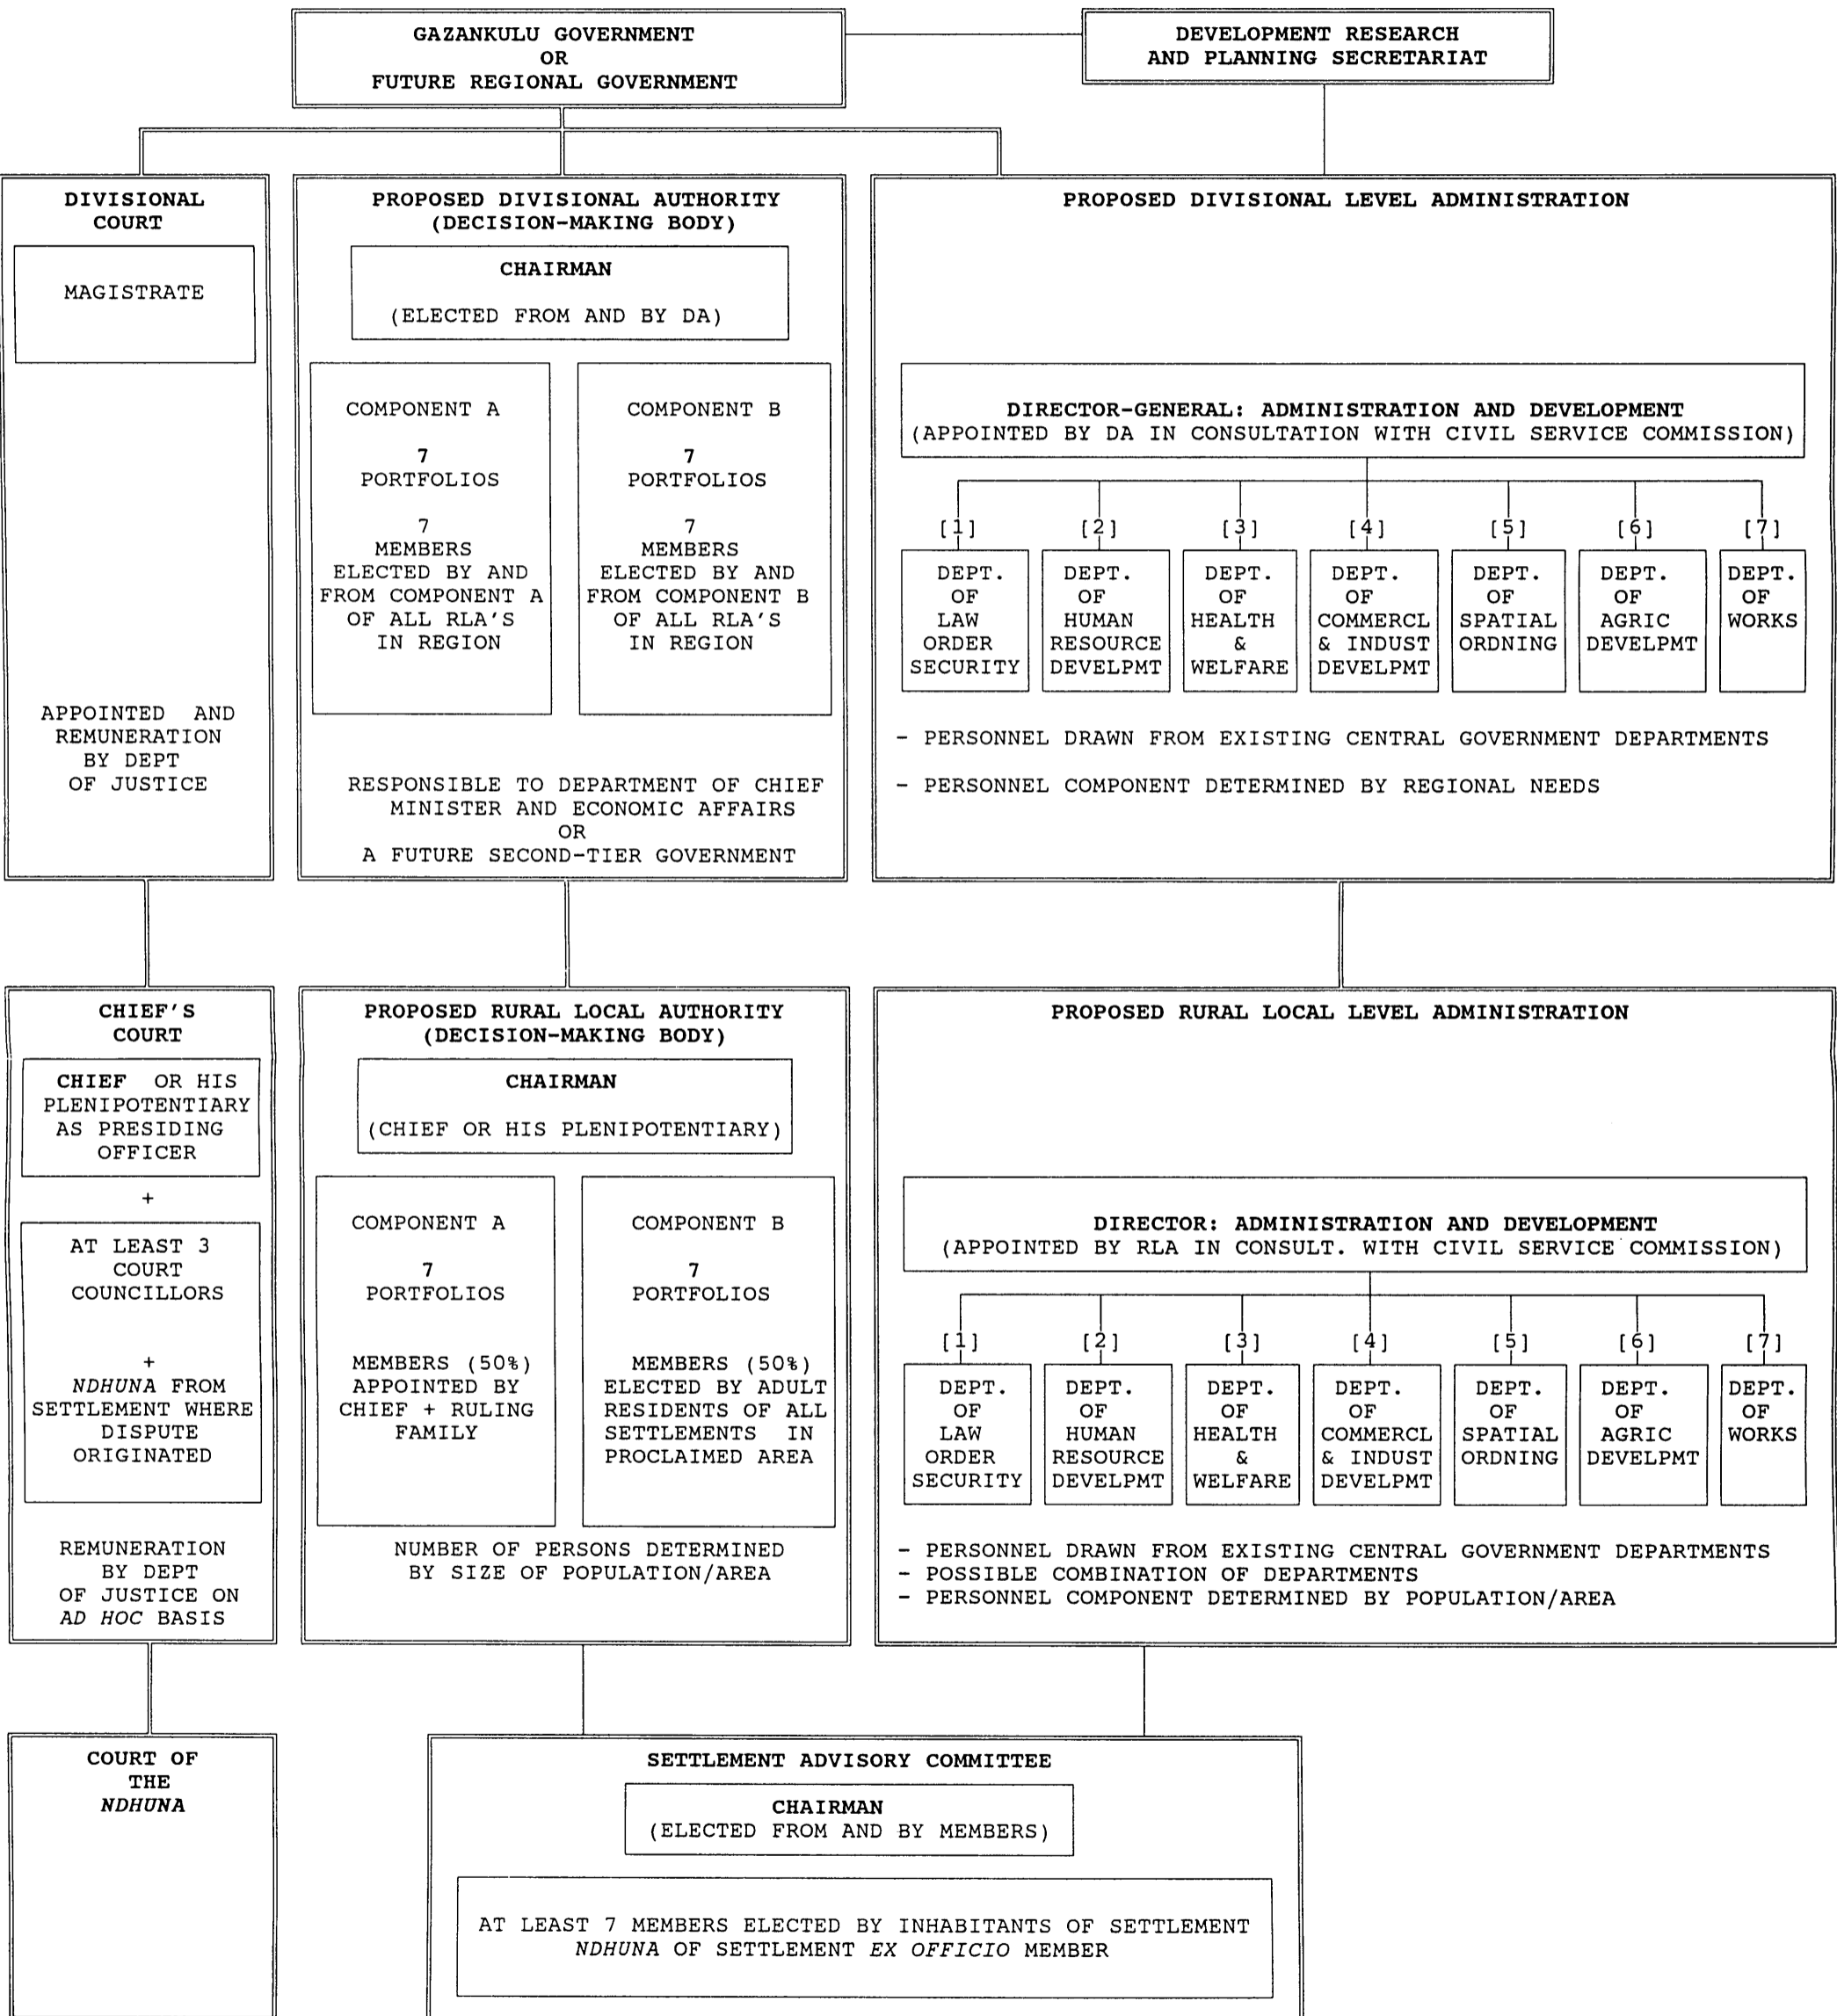 GAZANKULU GOVERNMENT
OR
FUTURE REGIONAL GOVERNMENT
DEVELOPMENT RESEARCH
AND PLANNING SECRETARIAT
DIVISIONAL
COURT
MAGISTRATE
APPOINTED AND
REMUNERATION
BY DEPT
OF JUSTICE
PROPOSED DIVISIONAL AUTHORITY
(DECISION-MAKING BODY)
CHAIRMAN
(ELECTED FROM AND BY DA)
COMPONENT A
7
PORTFOLIOS
7
MEMBERS
ELECTED BY AND
FROM COMPONENT A
OF ALL RLA'S
IN REGION
COMPONENT B
7
PORTFOLIOS
7
MEMBERS
ELECTED BY AND
FROM COMPONENT B
OF ALL RLA'S
IN REGION
RESPONSIBLE TO DEPARTMENT OF CHIEF
MINISTER AND ECONOMIC AFFAIRS
OR
A FUTURE SECOND-TIER GOVERNMENT
PROPOSED DIVISIONAL LEVEL ADMINISTRATION
DIRECTOR-GENERAL: ADMINISTRATION AND DEVELOPMENT
(APPOINTED BY DA IN CONSULTATION WITH CIVIL SERVICE COMMISSION)
[1]
DEPT.
OF
LAW
ORDER
SECURITY
[2]
DEPT.
OF
HUMAN
RESOURCE
DEVELPMT
[3]
DEPT.
OF
HEALTH
&
WELFARE
[4]
DEPT.
OF
COMMERCL
& INDUST
DEVELPMT
[5]
DEPT.
OF
SPATIAL
ORDNING
[6]
DEPT.
OF
AGRIC
DEVELPMT
[7]
DEPT.
OF
WORKS
- PERSONNEL DRAWN FROM EXISTING CENTRAL GOVERNMENT DEPARTMENTS
- PERSONNEL COMPONENT DETERMINED BY REGIONAL NEEDS
CHIEF'S
COURT
CHIEF OR HIS
PLENIPOTENTIARY
AS PRESIDING
OFFICER
+
AT LEAST 3
COURT
COUNCILLORS
+
NDHUNA FROM
SETTLEMENT WHERE
DISPUTE
ORIGINATED
REMUNERATION
BY DEPT
OF JUSTICE ON
AD HOC BASIS
PROPOSED RURAL LOCAL AUTHORITY
(DECISION-MAKING BODY)
CHAIRMAN
(CHIEF OR HIS PLENIPOTENTIARY)
COMPONENT A
7
PORTFOLIOS
MEMBERS (50%)
APPOINTED BY
CHIEF + RULING
FAMILY
COMPONENT B
7
PORTFOLIOS
MEMBERS (50%)
ELECTED BY ADULT
RESIDENTS OF ALL
SETTLEMENTS IN
PROCLAIMED AREA
NUMBER OF PERSONS DETERMINED
BY SIZE OF POPULATION/AREA
PROPOSED RURAL LOCAL LEVEL ADMINISTRATION
DIRECTOR: ADMINISTRATION AND DEVELOPMENT
(APPOINTED BY RLA IN CONSULT. WITH CIVIL SERVICE COMMISSION)
[1]
DEPT.
OF
LAW
ORDER
SECURITY
[2]
DEPT.
OF
HUMAN
RESOURCE
DEVELPMT
[3]
DEPT.
OF
HEALTH
&
WELFARE
[4]
DEPT.
OF
COMMERCL
& INDUST
DEVELPMT
[5]
DEPT.
OF
SPATIAL
ORDNING
[6]
DEPT.
OF
AGRIC
DEVELPMT
[7]
DEPT.
OF
WORKS
- PERSONNEL DRAWN FROM EXISTING CENTRAL GOVERNMENT DEPARTMENTS
- POSSIBLE COMBINATION OF DEPARTMENTS
- PERSONNEL COMPONENT DETERMINED BY POPULATION/AREA
COURT OF
THE
NDHUNA
SETTLEMENT ADVISORY COMMITTEE
CHAIRMAN
(ELECTED FROM AND BY MEMBERS)
AT LEAST 7 MEMBERS ELECTED BY INHABITANTS OF SETTLEMENT
NDHUNA OF SETTLEMENT EX OFFICIO MEMBER